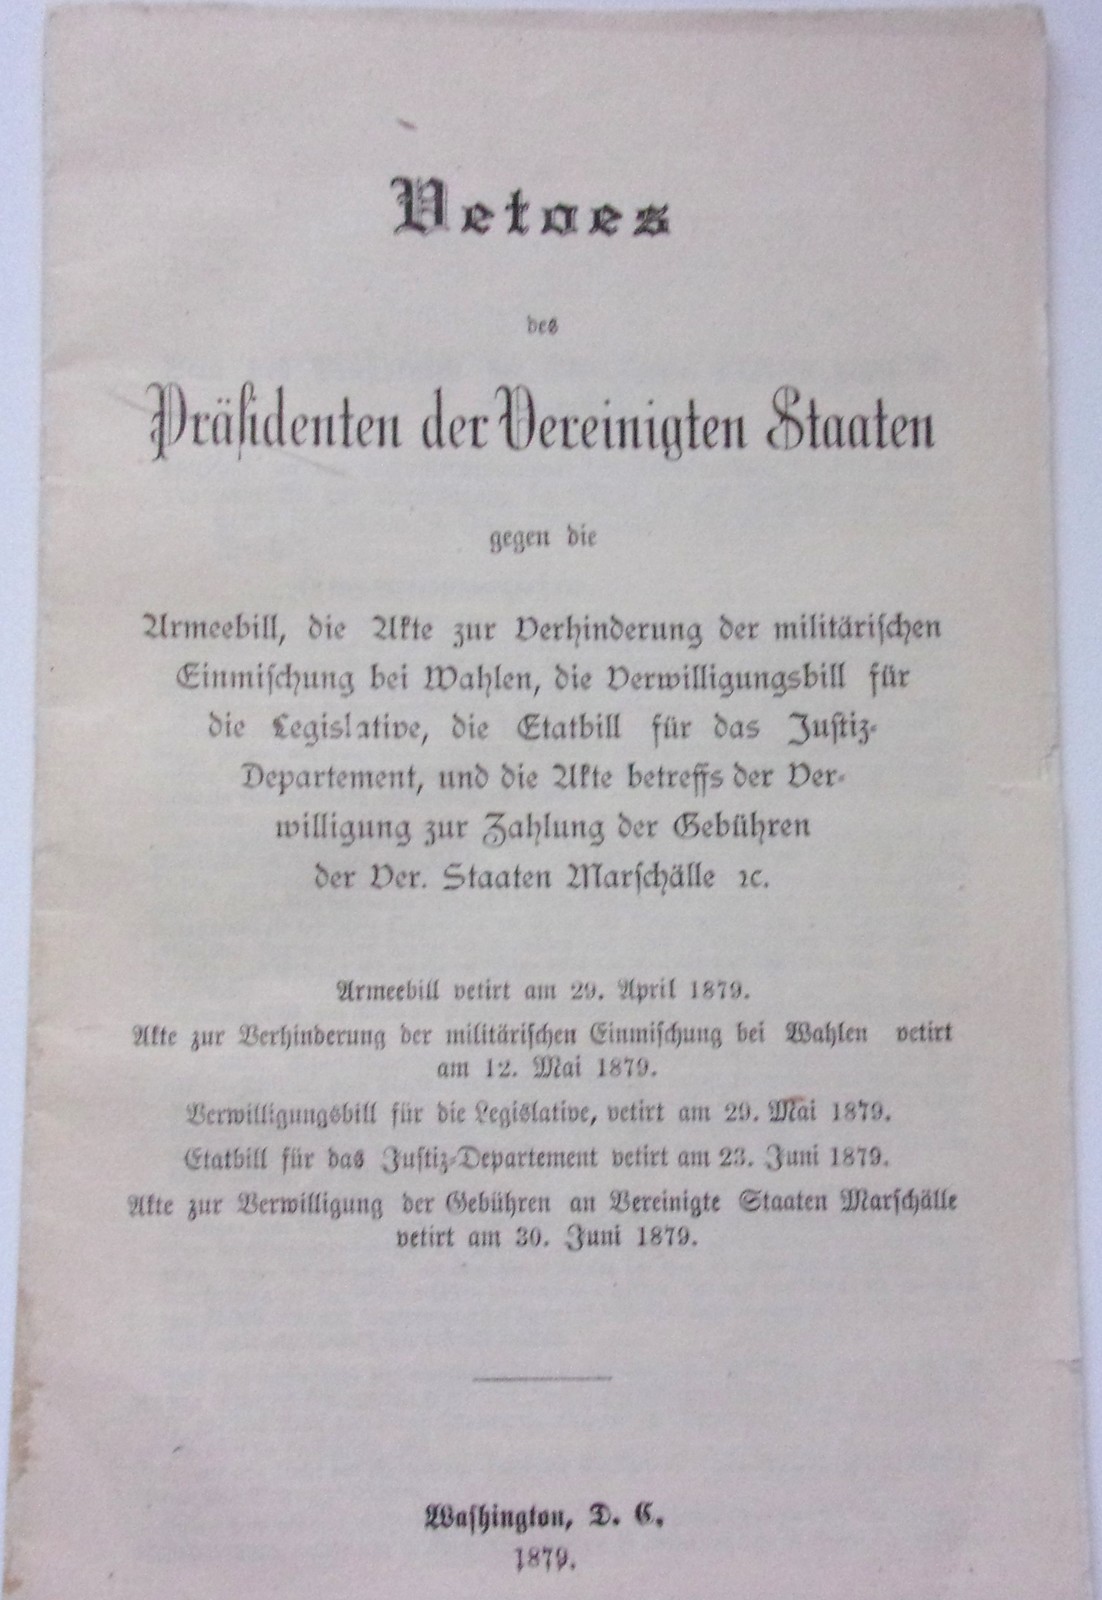 Vetoes
des
Präsidenten der Vereinigten Staaten
gegen die
Armeebill, die Akte zur Verhinderung der militärischen
Einmischung bei Wahlen, die Verwilligungsbill für
die Legislative, die Etatbill für das Justiz-
Departement, und die Akte betreffs der Ver-
willigung zur Zahlung der Gebühren
der Ver. Staaten Marschälle ꝛc.
Armeebill vetirt am 29. April 1879.
Akte zur Verhinderung der militärischen Einmischung bei Wahlen vetirt
am 12. Mai 1879.
Verwilligungsbill für die Legislative, vetirt am 29. Mai 1879.
Etatbill für das Justiz-Departement vetirt am 23. Juni 1879.
Akte zur Verwilligung der Gebühren an Vereinigte Staaten Marschälle
vetirt am 30. Juni 1879.
Washington, D. C.
1879.